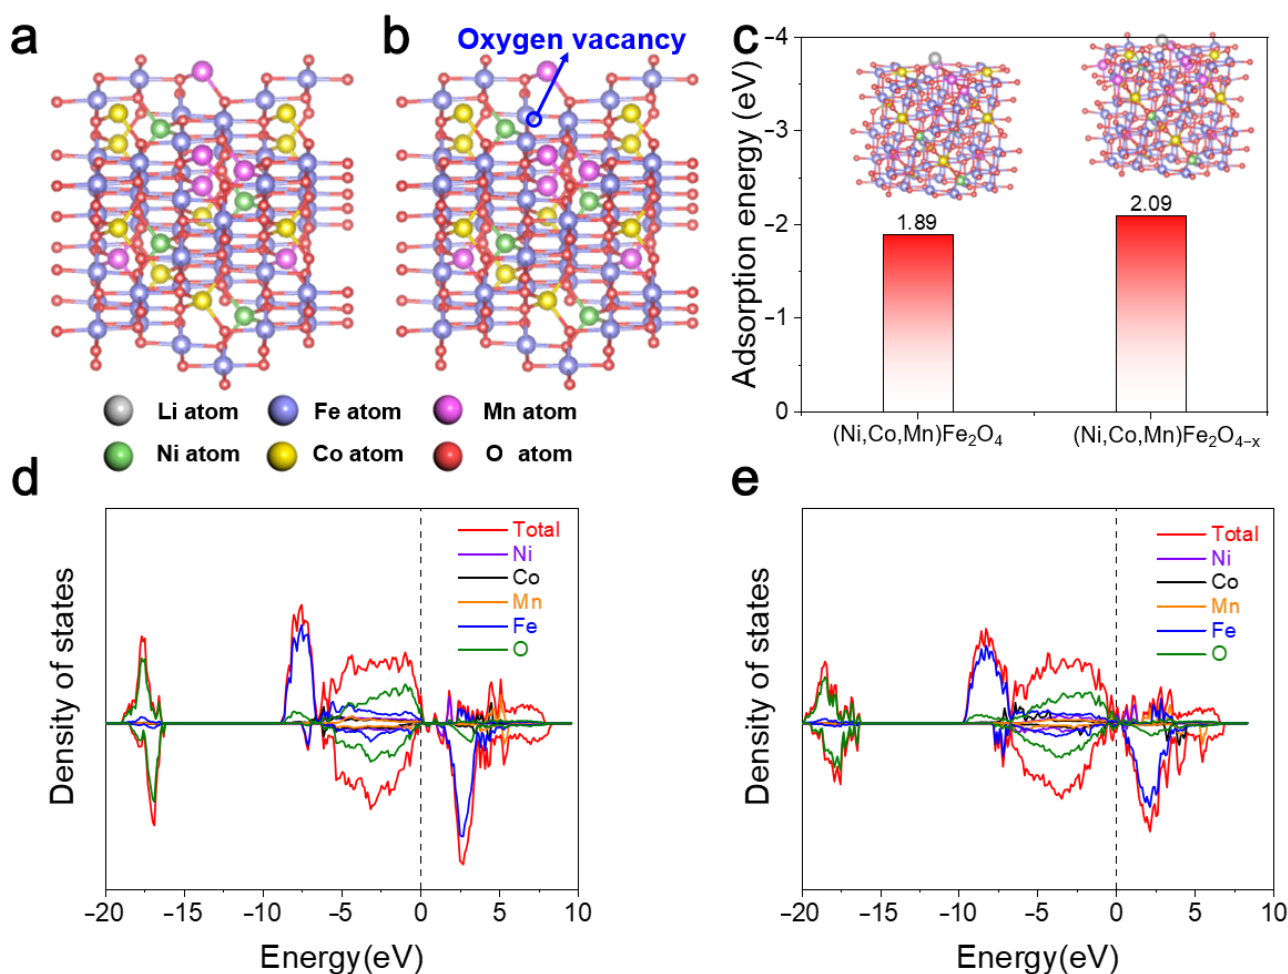 a
b
Oxygen vacancy
Li atom
Fe atom
Mn atom
Ni atom
Co atom
O atom
c
Adsorption energy (eV)
−4
−3
−2
−1
0
1.89
2.09
(Ni,Co,Mn)Fe₂O₄
(Ni,Co,Mn)Fe₂O₄₋ₓ
d
Density of states
Total
Ni
Co
Mn
Fe
O
−20
−15
−10
−5
0
5
10
Energy(eV)
e
Density of states
Total
Ni
Co
Mn
Fe
O
−20
−15
−10
−5
0
5
10
Energy(eV)